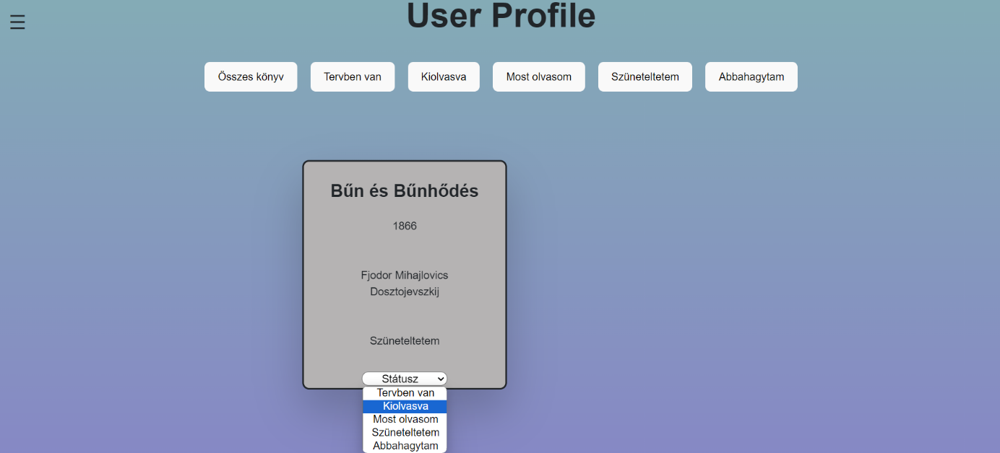 User Profile
Összes könyv
Tervben van
Kiolvasva
Most olvasom
Szüneteltetem
Abbahagytam
Bűn és Bűnhődés
1866
Fjodor Mihajlovics
Dosztojevszkij
Szüneteltetem
Státusz
Tervben van
Kiolvasva
Most olvasom
Szüneteltetem
Abbahagytam